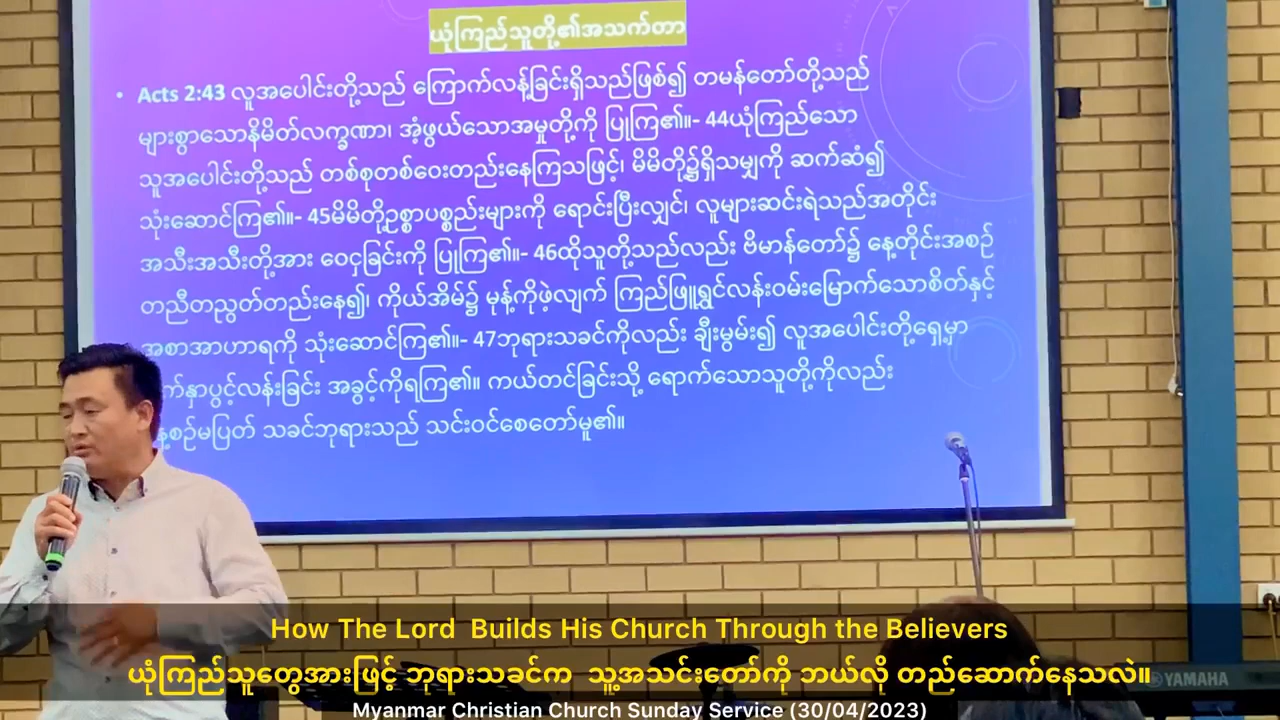 ယုံကြည်သူတို့၏အသက်တာ
• Acts 2:43 လူအပေါင်းတို့သည် ကြောက်လန့်ခြင်းရှိသည်ဖြစ်၍ တမန်တော်တို့သည်
များစွာသောနိမိတ်လက္ခဏာ၊ အံ့ဖွယ်သောအမှုတို့ကို ပြုကြ၏။- 44ယုံကြည်သော
သူအပေါင်းတို့သည် တစ်စုတစ်ဝေးတည်းနေကြသဖြင့်၊ မိမိတို့၌ရှိသမျှကို ဆက်ဆံ၍
သုံးဆောင်ကြ၏။- 45မိမိတို့ဥစ္စာပစ္စည်းများကို ရောင်းပြီးလျှင်၊ လူများဆင်းရဲသည်အတိုင်း
အသီးအသီးတို့အား ဝေငှခြင်းကို ပြုကြ၏။- 46ထိုသူတို့သည်လည်း ဗိမာန်တော်၌ နေ့တိုင်းအစဉ်
တညီတညွတ်တည်းနေ၍၊ ကိုယ်အိမ်၌ မုန့်ကိုဖဲ့လျက် ကြည်ဖြူရွှင်လန်းဝမ်းမြောက်သောစိတ်နှင့်
အစာအာဟာရကို သုံးဆောင်ကြ၏။- 47ဘုရားသခင်ကိုလည်း ချီးမွမ်း၍ လူအပေါင်းတို့ရှေ့မှာ
က်နှာပွင့်လန်းခြင်း အခွင့်ကိုရကြ၏။ ကယ်တင်ခြင်းသို့ ရောက်သောသူတို့ကိုလည်း
န့စဉ်မပြတ် သခင်ဘုရားသည် သင်းဝင်စေတော်မူ၏။
How The Lord Builds His Church Through the Believers
ယုံကြည်သူတွေအားဖြင့် ဘုရားသခင်က သူ့အသင်းတော်ကို ဘယ်လို တည်ဆောက်နေသလဲ။
YAMAHA
Myanmar Christian Church Sunday Service (30/04/2023)